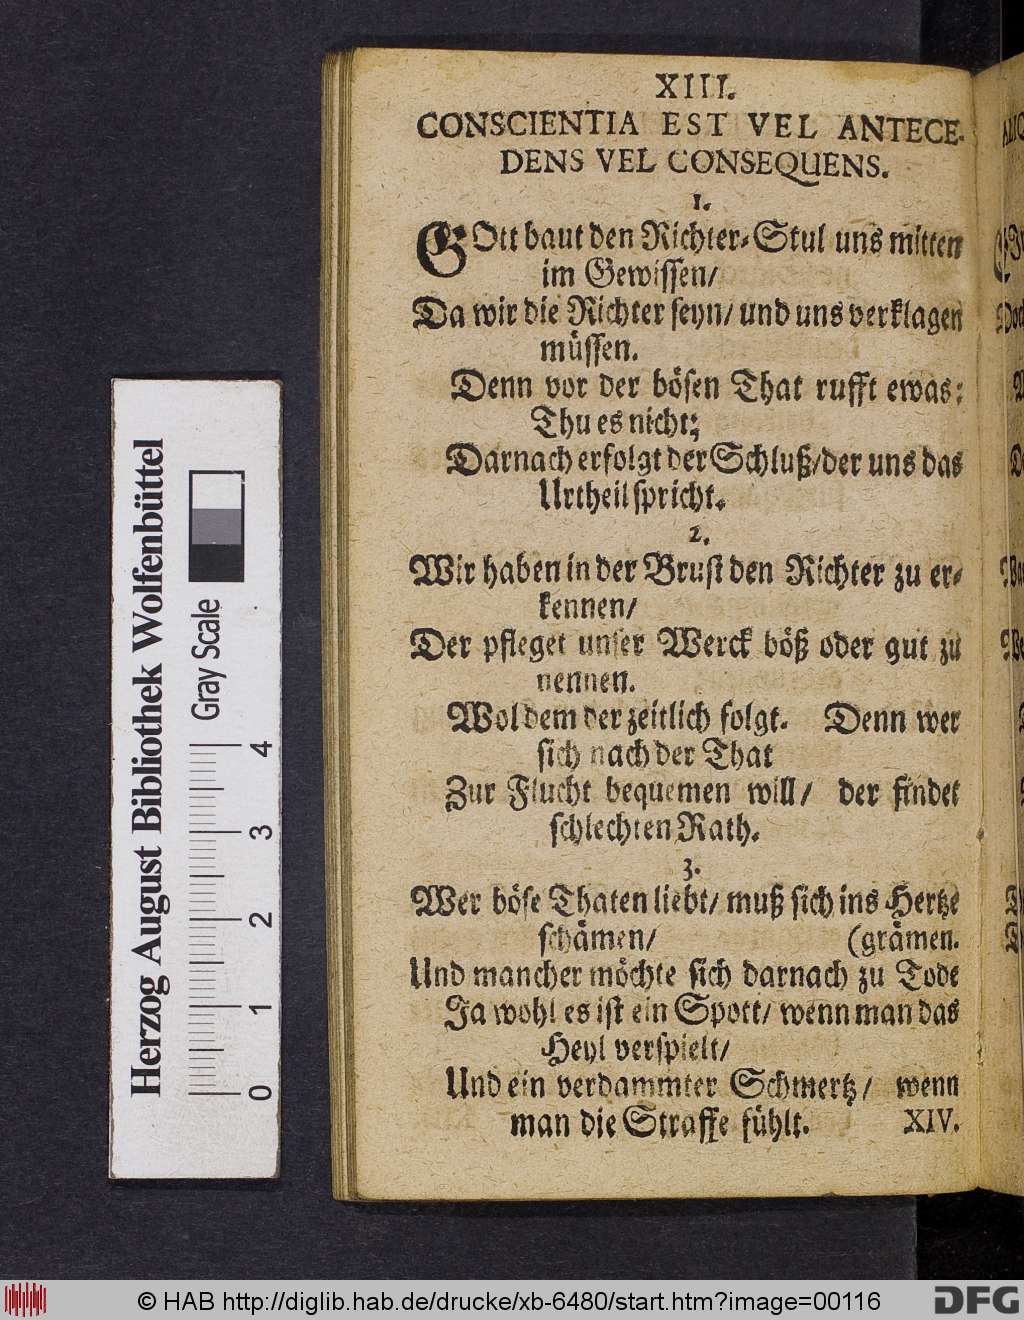 XIII.
CONSCIENTIA EST VEL ANTECE-
DENS VEL CONSEQUENS.
1.
GOtt baut den Richter-Stul uns mitten
im Gewissen/
Da wir die Richter seyn/ und uns verklagen
müssen.
Denn vor der bösen That rufft ewas:
Thu es nicht;
Darnach erfolgt der Schluß/der uns das
Urtheil spricht.
2.
Wir haben in der Brust den Richter zu er-
kennen/
Der pfleget unser Werck böß oder gut zu
nennen.
Wol dem der zeitlich folgt. Denn wer
sich nach der That
Zur Flucht bequemen will/ der findet
schlechten Rath.
3.
Wer böse Thaten liebt/ muß sich ins Hertze
schämen/ (grämen.
Und mancher möchte sich darnach zu Tode
Ja wohl es ist ein Spott/ wenn man das
Heyl verspielt/
Und ein verdammter Schmertz/ wenn
man die Straffe fühlt. XIV.
Herzog August Bibliothek Wolfenbüttel
Gray Scale
0 1 2 3 4
© HAB http://diglib.hab.de/drucke/xb-6480/start.htm?image=00116
DFG